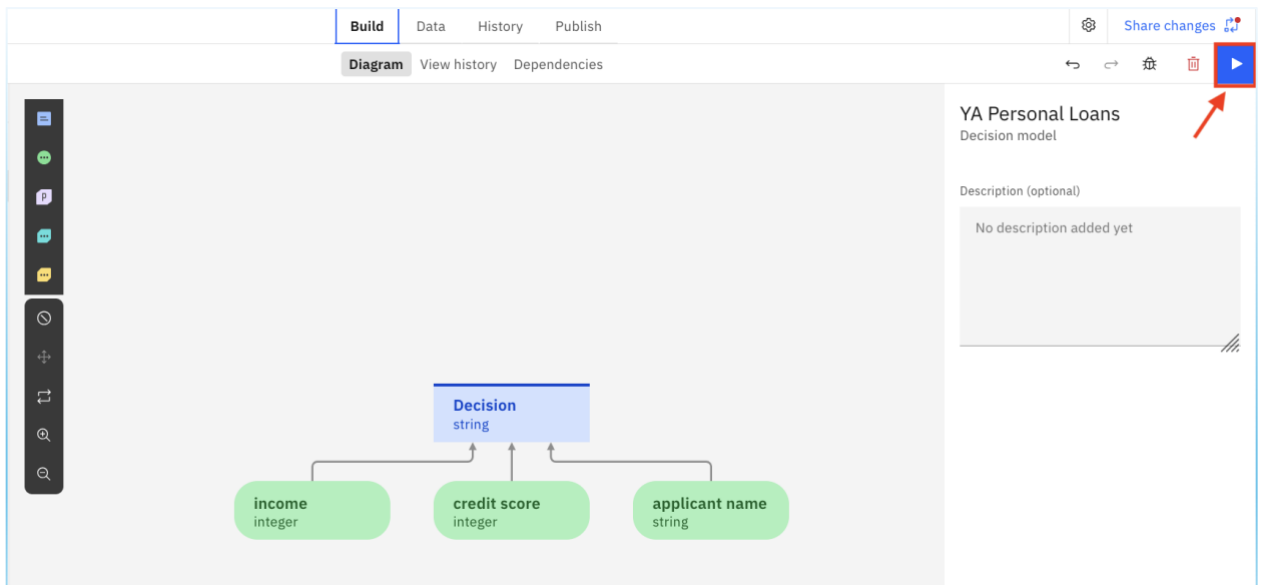 Build Data History Publish
Share changes
Diagram View history Dependencies
YA Personal Loans
Decision model
Description (optional)
No description added yet
p
Decision
string
income
integer
credit score
integer
applicant name
string